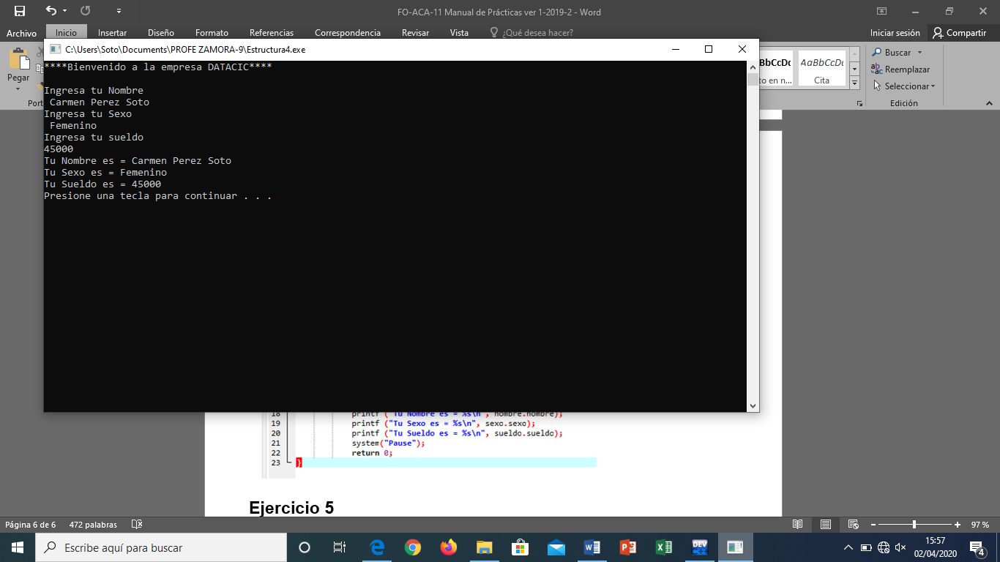 FO-ACA-11 Manual de Prácticas ver 1-2019-2 - Word
Archivo Inicio Insertar Diseño Formato Referencias Correspondencia Revisar Vista ¿Qué desea hacer? Iniciar sesión Compartir
C:\Users\Soto\Documents\PROFE ZAMORA-9\Estructura4.exe
Pegar
Port
AaBbCcDc
Cita
Buscar
Reemplazar
Seleccionar
Edición
****Bienvenido a la empresa DATACIC****
Ingresa tu Nombre
Carmen Perez Soto
Ingresa tu Sexo
Femenino
Ingresa tu sueldo
45000
Tu Nombre es = Carmen Perez Soto
Tu Sexo es = Femenino
Tu Sueldo es = 45000
Presione una tecla para continuar . . .
18 printf ("Tu Nombre es = %s\n", nombre.nombre);
19 printf ("Tu Sexo es = %s\n", sexo.sexo);
20 printf ("Tu Sueldo es = %s\n", sueldo.sueldo);
21 system("Pause");
22 return 0;
23 }
Ejercicio 5
Página 6 de 6 472 palabras 97 %
Escribe aquí para buscar
DEV
15:57
02/04/2020
4